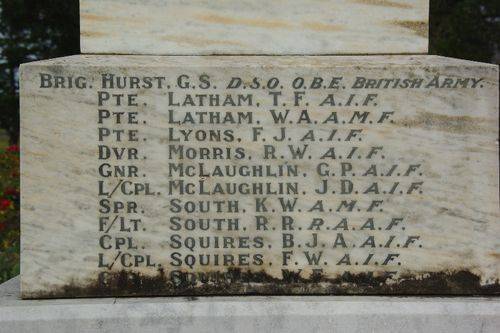 BRIG. HURST, G.S. D.S.O. O.B.E. BRITISH ARMY.
PTE. LATHAM, T.F. A.I.F.
PTE. LATHAM, W.A. A.M.F.
PTE. LYONS, F.J. A.I.F.
DVR. MORRIS, R.W. A.I.F.
GNR. MCLAUGHLIN, G.P. A.I.F.
L/CPL. MCLAUGHLIN, J.D. A.I.F.
SPR. SOUTH, K.W. A.M.F.
F/LT. SOUTH, R.R. R.A.A.F.
CPL. SQUIRES, B.J.A. A.I.F.
L/CPL. SQUIRES, F.W. A.I.F.